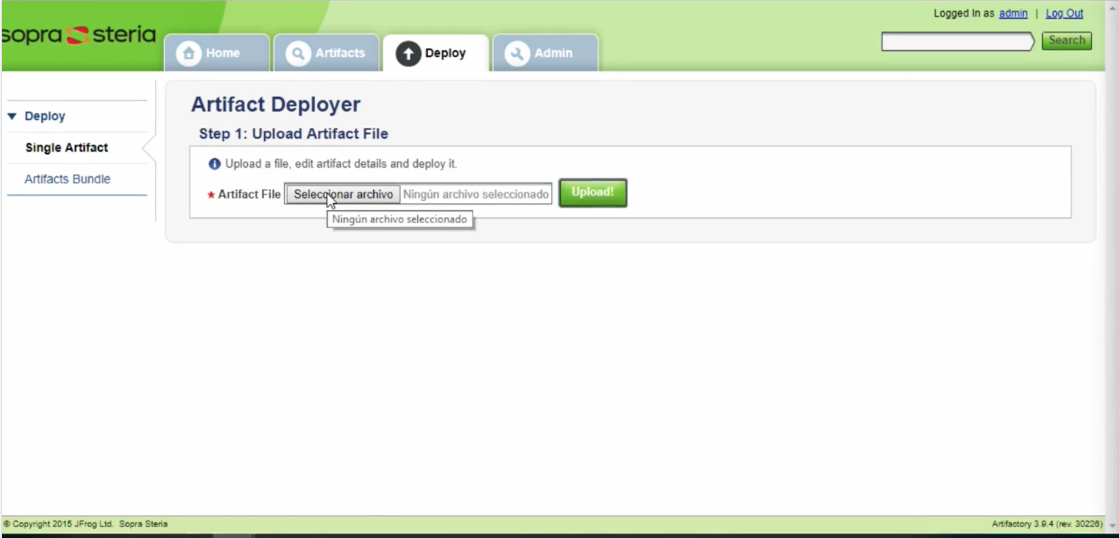 Logged In as admin | Log Out
sopra steria
Home
Artifacts
Deploy
Admin
Search
Deploy
Single Artifact
Artifacts Bundle
Artifact Deployer
Step 1: Upload Artifact File
Upload a file, edit artifact details and deploy it.
* Artifact File Seleccionar archivo Ningún archivo seleccionado Upload!
Ningún archivo seleccionado
© Copyright 2015 JFrog Ltd. Sopra Steria
Artifactory 3.9.4 (rev. 30226)